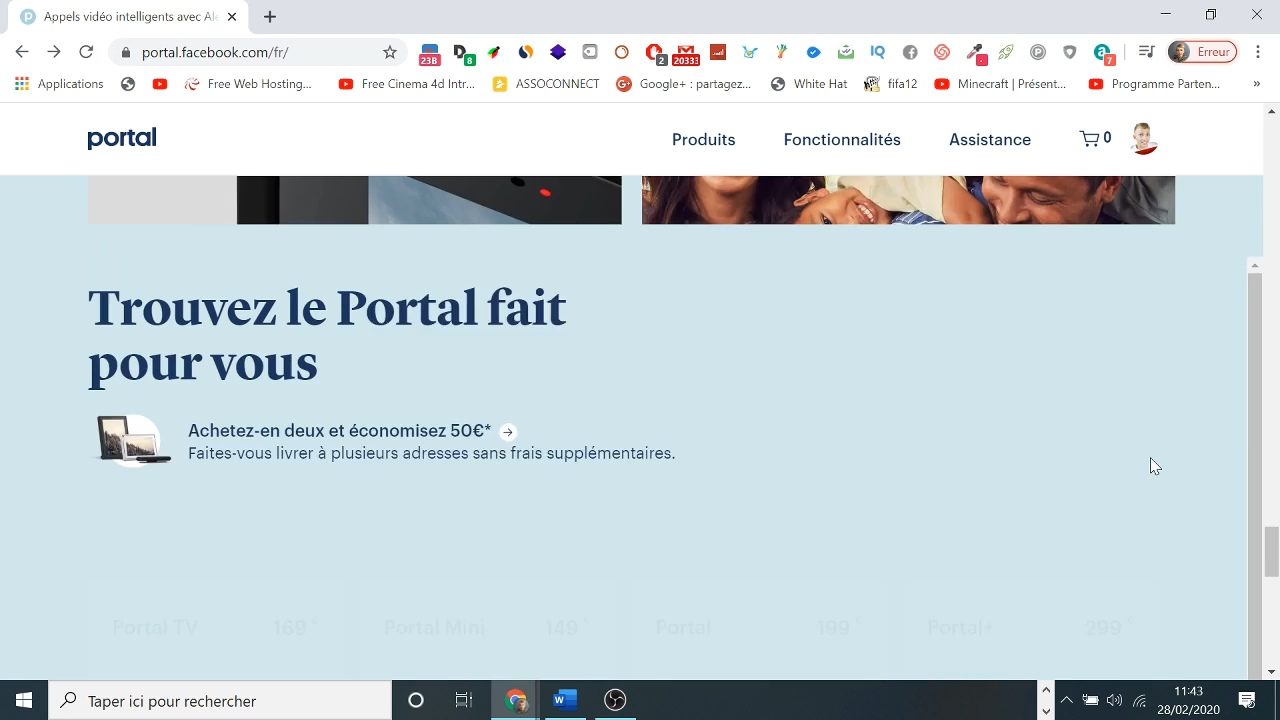 Appels vidéo intelligents avec Ale
portal.facebook.com/fr/
23B
8
2
20333
IQ
7
Erreur
Applications
Free Web Hosting...
Free Cinema 4d Intr...
ASSOCONNECT
Google+ : partagez...
White Hat
fifa12
Minecraft | Présent...
Programme Parten...
»
portal
Produits
Fonctionnalités
Assistance
0
Trouvez le Portal fait
pour vous
Achetez-en deux et économisez 50€*
Faites-vous livrer à plusieurs adresses sans frais supplémentaires.
Portal TV 169 €
Portal Mini 149 €
Portal 199 €
Portal+ 299 €
Taper ici pour rechercher
11:43
28/02/2020